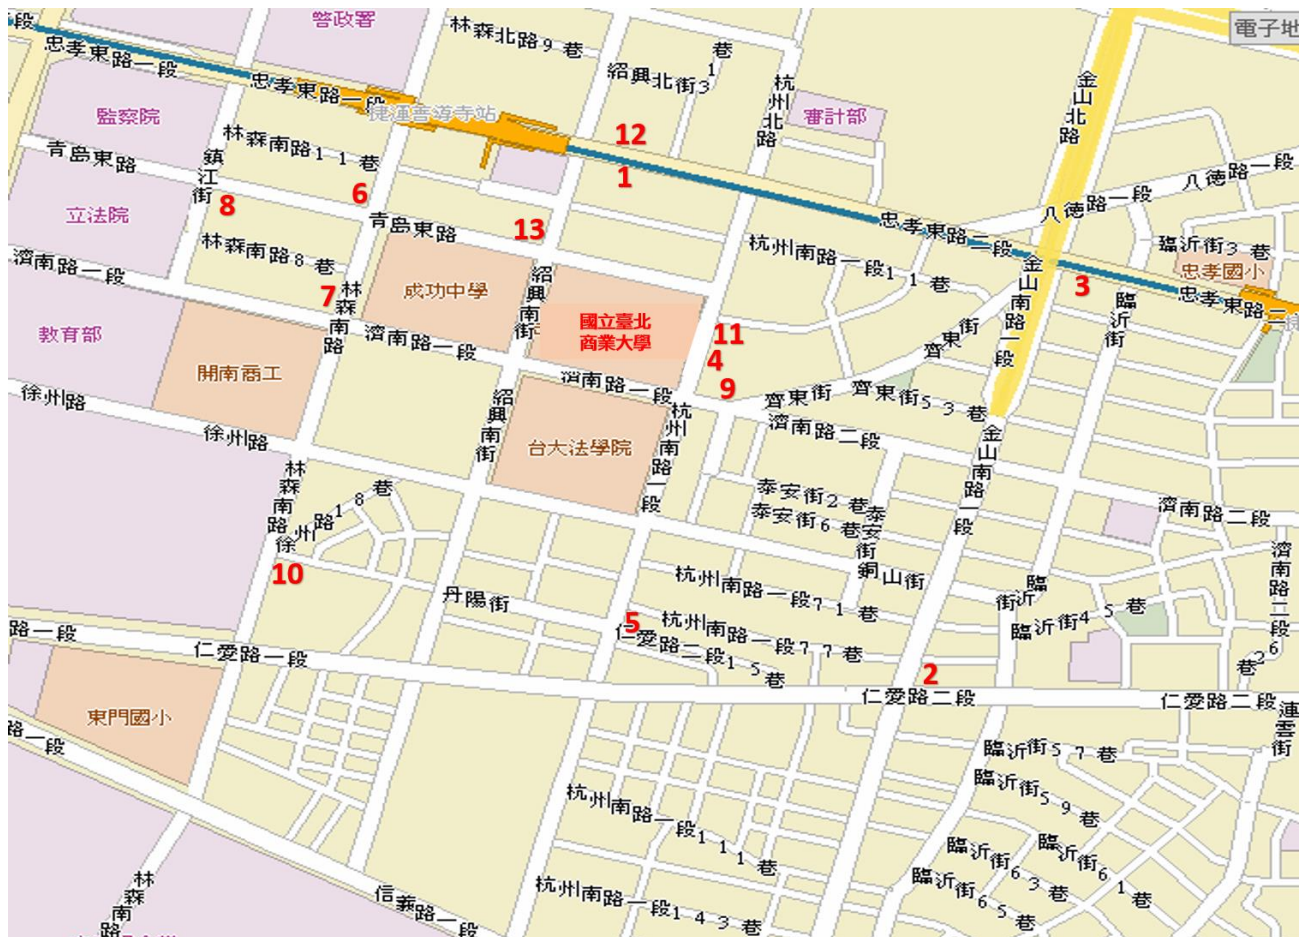 警政署
電子地
段
忠孝東路一段
林森北路9巷
紹興北街31巷
杭州北路
金山北路
忠孝東路一段
捷運善導寺站
監察院
審計部
12
林森南路11巷
鎮江街
青島東路
1
八德路一段
八德路一段
6
8
立法院
青島東路
13
忠孝東路二段
臨沂街3巷
林森南路8巷
杭州南路一段11巷
忠孝國小
濟南路一段
金山南路一段
3
忠孝東路二
捷
7
成功中學
紹興南街
臨沂街
林森南路
國立臺北
商業大學
11
教育部
濟南路一段
4
齊東街
開南商工
濟南路一段
9
齊東街
齊東街53巷
徐州路
紹興南街
杭州南路一段
濟南路二段
金山南路一段
徐州路
台大法學院
林森南路
徐州路18巷
泰安街2巷
泰安街6巷
泰安街
濟南路二段
銅山街
濟南路二段26巷
10
杭州南路一段71巷
臨沂街
丹陽街
臨沂街45巷
5
杭州南路一段77巷
路一段
仁愛路一段
仁愛路一段15巷
2
仁愛路二段
仁愛路二段
連雲街
東門國小
路一段
臨沂街57巷
臨沂街59巷
杭州南路一段111巷
臨沂街61巷
臨沂街63巷
臨沂街65巷
林森南路
信義路一段
杭州南路一段143巷